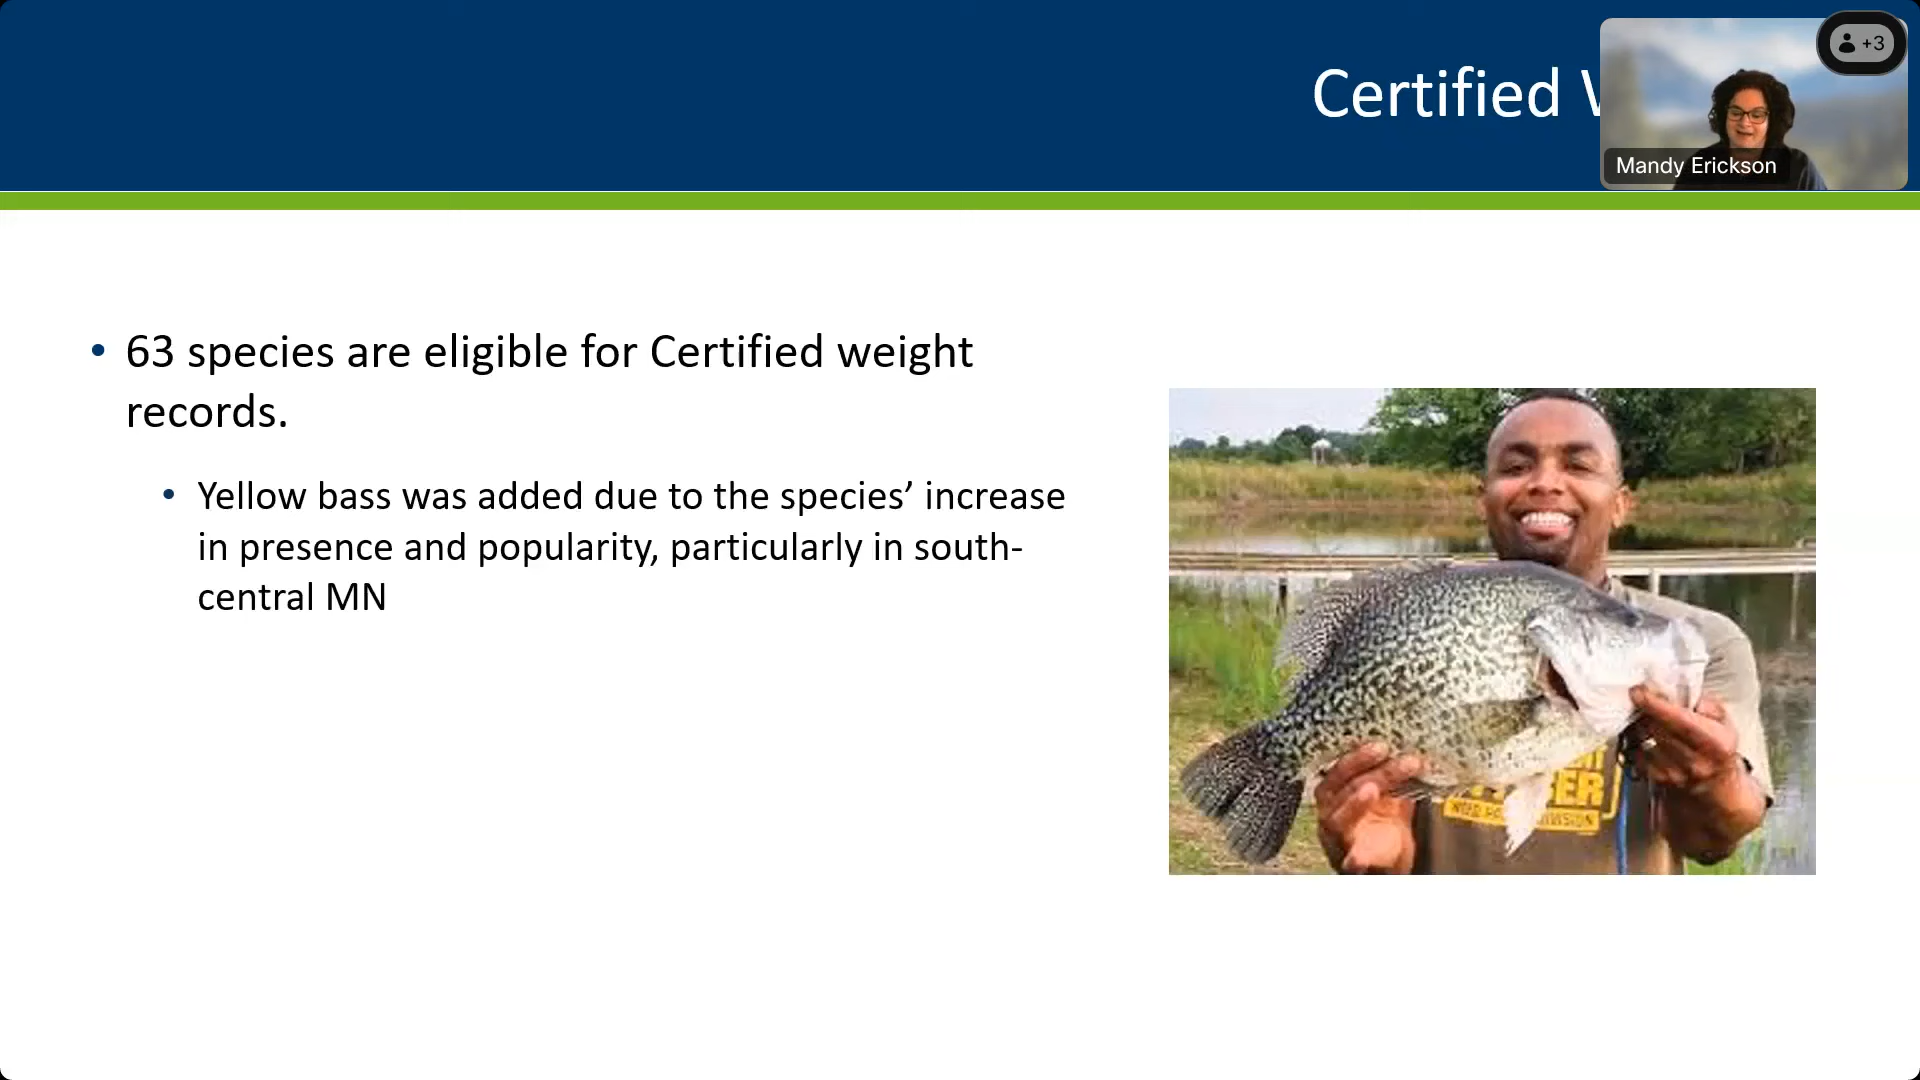 Certified
+3
Mandy Erickson
• 63 species are eligible for Certified weight
records.
• Yellow bass was added due to the species’ increase
in presence and popularity, particularly in south-
central MN